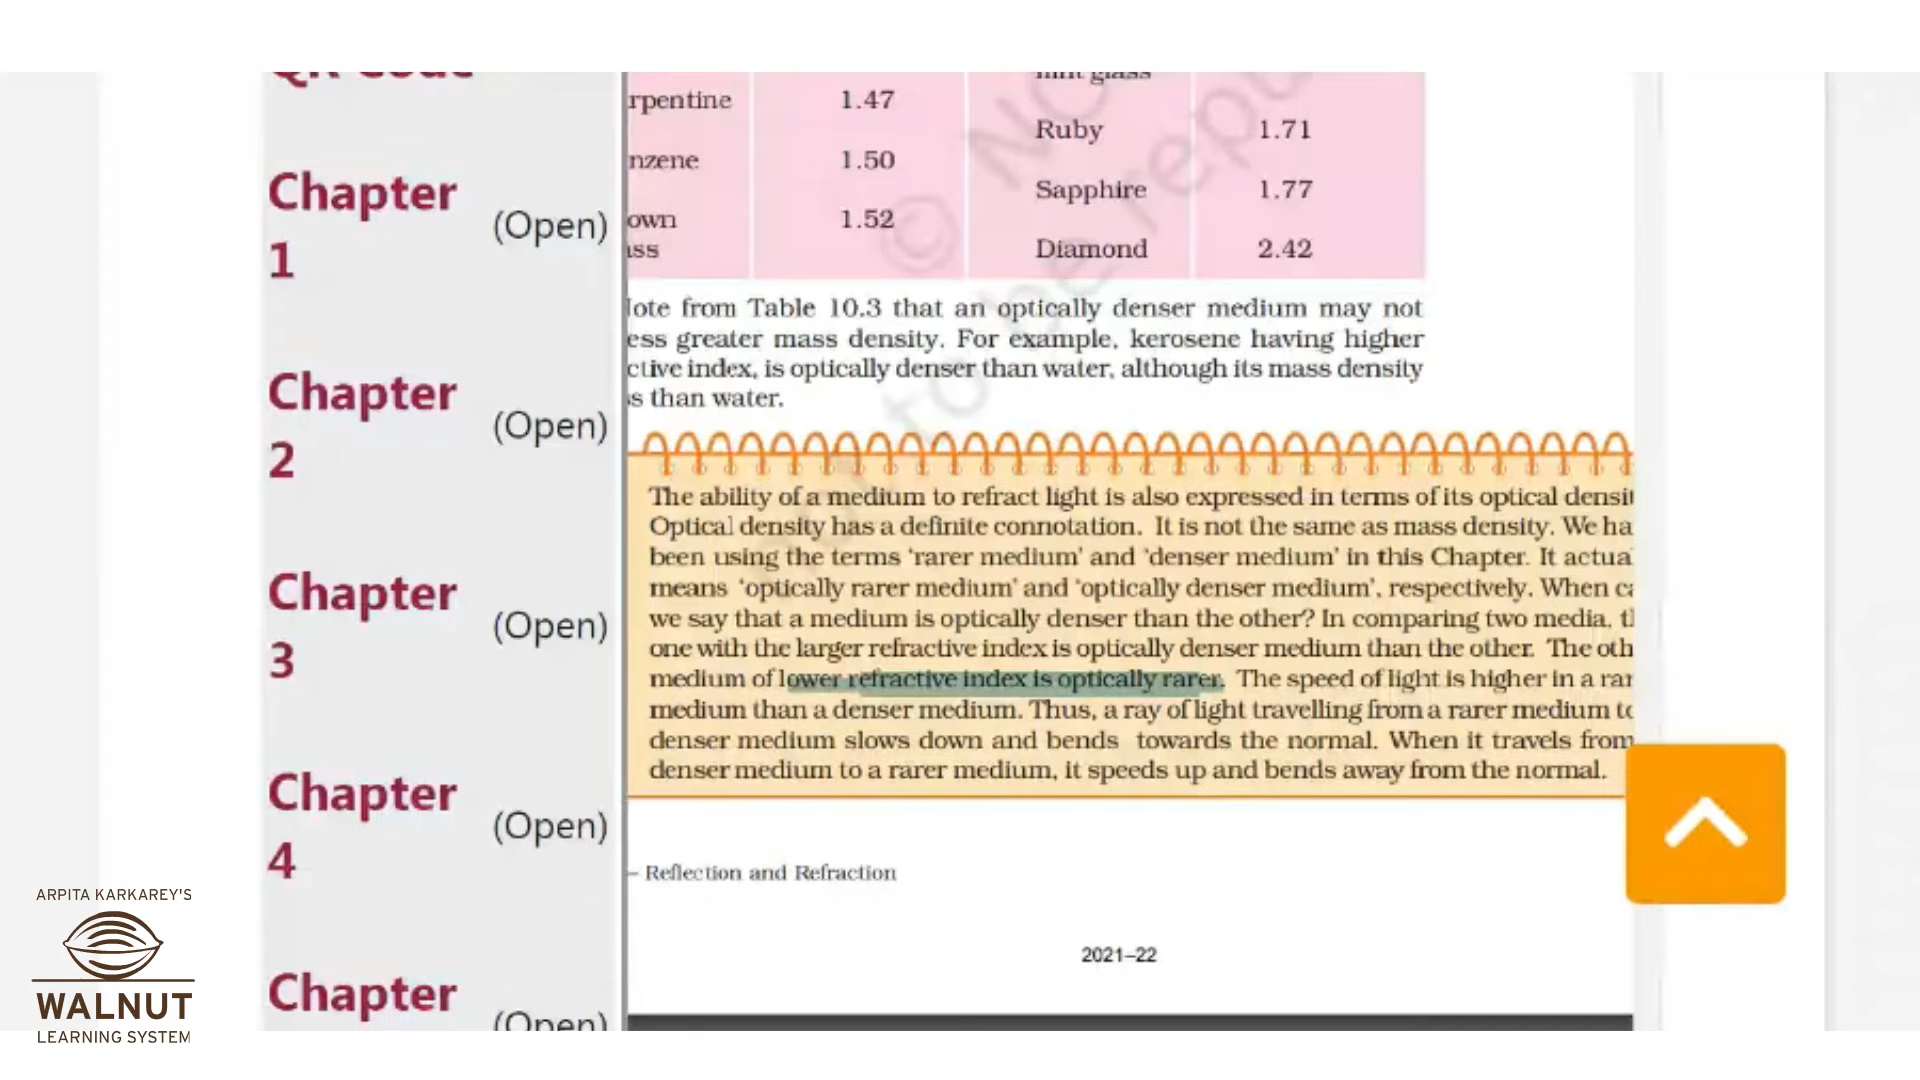 Chapter
1
(Open)
Chapter
2
(Open)
Chapter
3
(Open)
Chapter
4
(Open)
Chapter
(Open)
rpentine 1.47
nzene 1.50
own 1.52
ss
glass
Ruby 1.71
Sapphire 1.77
Diamond 2.42
ote from Table 10.3 that an optically denser medium may not
ess greater mass density. For example, kerosene having higher
ctive index, is optically denser than water, although its mass density
s than water.
The ability of a medium to refract light is also expressed in terms of its optical densit
Optical density has a definite connotation. It is not the same as mass density. We ha
been using the terms ‘rarer medium’ and ‘denser medium’ in this Chapter. It actua
means ‘optically rarer medium’ and ‘optically denser medium’, respectively. When ca
we say that a medium is optically denser than the other? In comparing two media, t
one with the larger refractive index is optically denser medium than the other. The oth
medium of lower refractive index is optically rarer. The speed of light is higher in a rar
medium than a denser medium. Thus, a ray of light travelling from a rarer medium to
denser medium slows down and bends towards the normal. When it travels from
denser medium to a rarer medium, it speeds up and bends away from the normal.
– Reflection and Refraction
2021–22
ARPITA KARKAREY'S
WALNUT
LEARNING SYSTEM